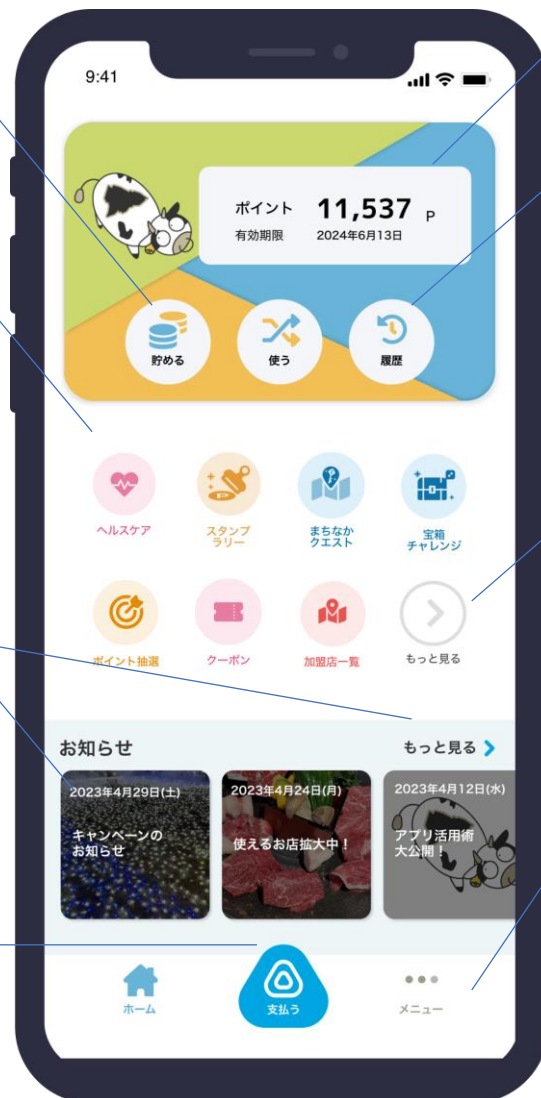 9:41
ポイント 11,537 P
有効期限 2024年6月13日
貯める 使う 履歴
ヘルスケア スタンプ まちなか 宝箱
ラリー クエスト チャレンジ
ポイント抽選 クーポン 加盟店一覧 もっと見る
お知らせ もっと見る
2023年4月29日(土)
キャンペーンの
お知らせ
2023年4月24日(月)
使えるお店拡大中!
2023年4月12日(水)
アプリ活用術
大公開!
ホーム 支払う メニュー